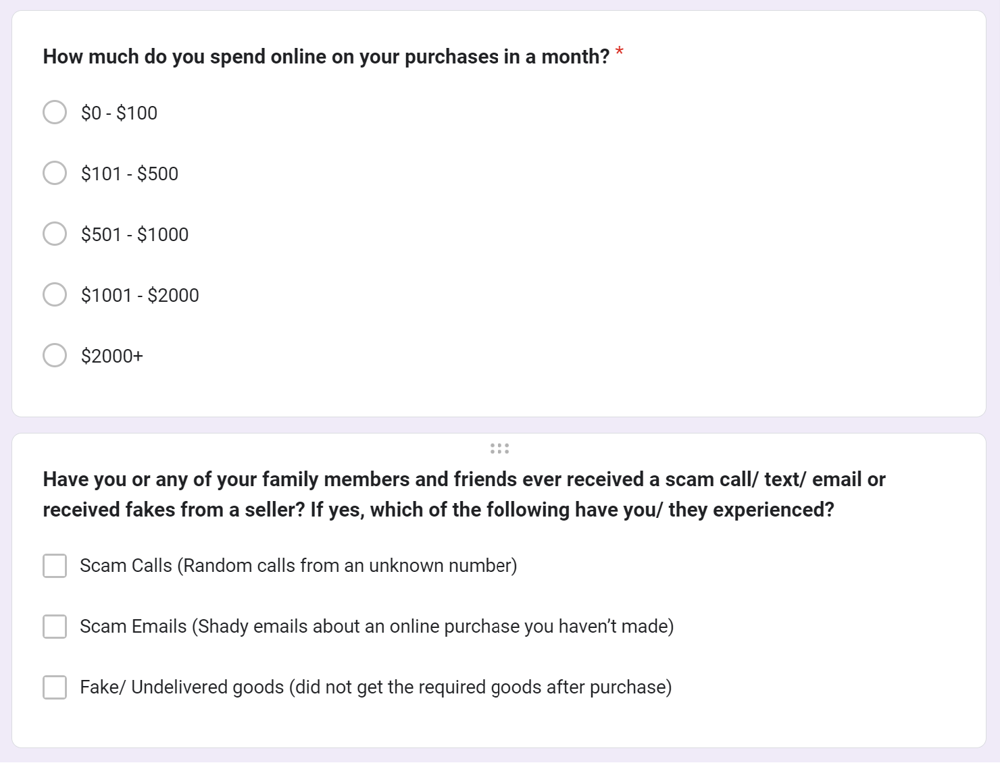 How much do you spend online on your purchases in a month? *
$0 - $100
$101 - $500
$501 - $1000
$1001 - $2000
$2000+
Have you or any of your family members and friends ever received a scam call/ text/ email or
received fakes from a seller? If yes, which of the following have you/ they experienced?
Scam Calls (Random calls from an unknown number)
Scam Emails (Shady emails about an online purchase you haven’t made)
Fake/ Undelivered goods (did not get the required goods after purchase)